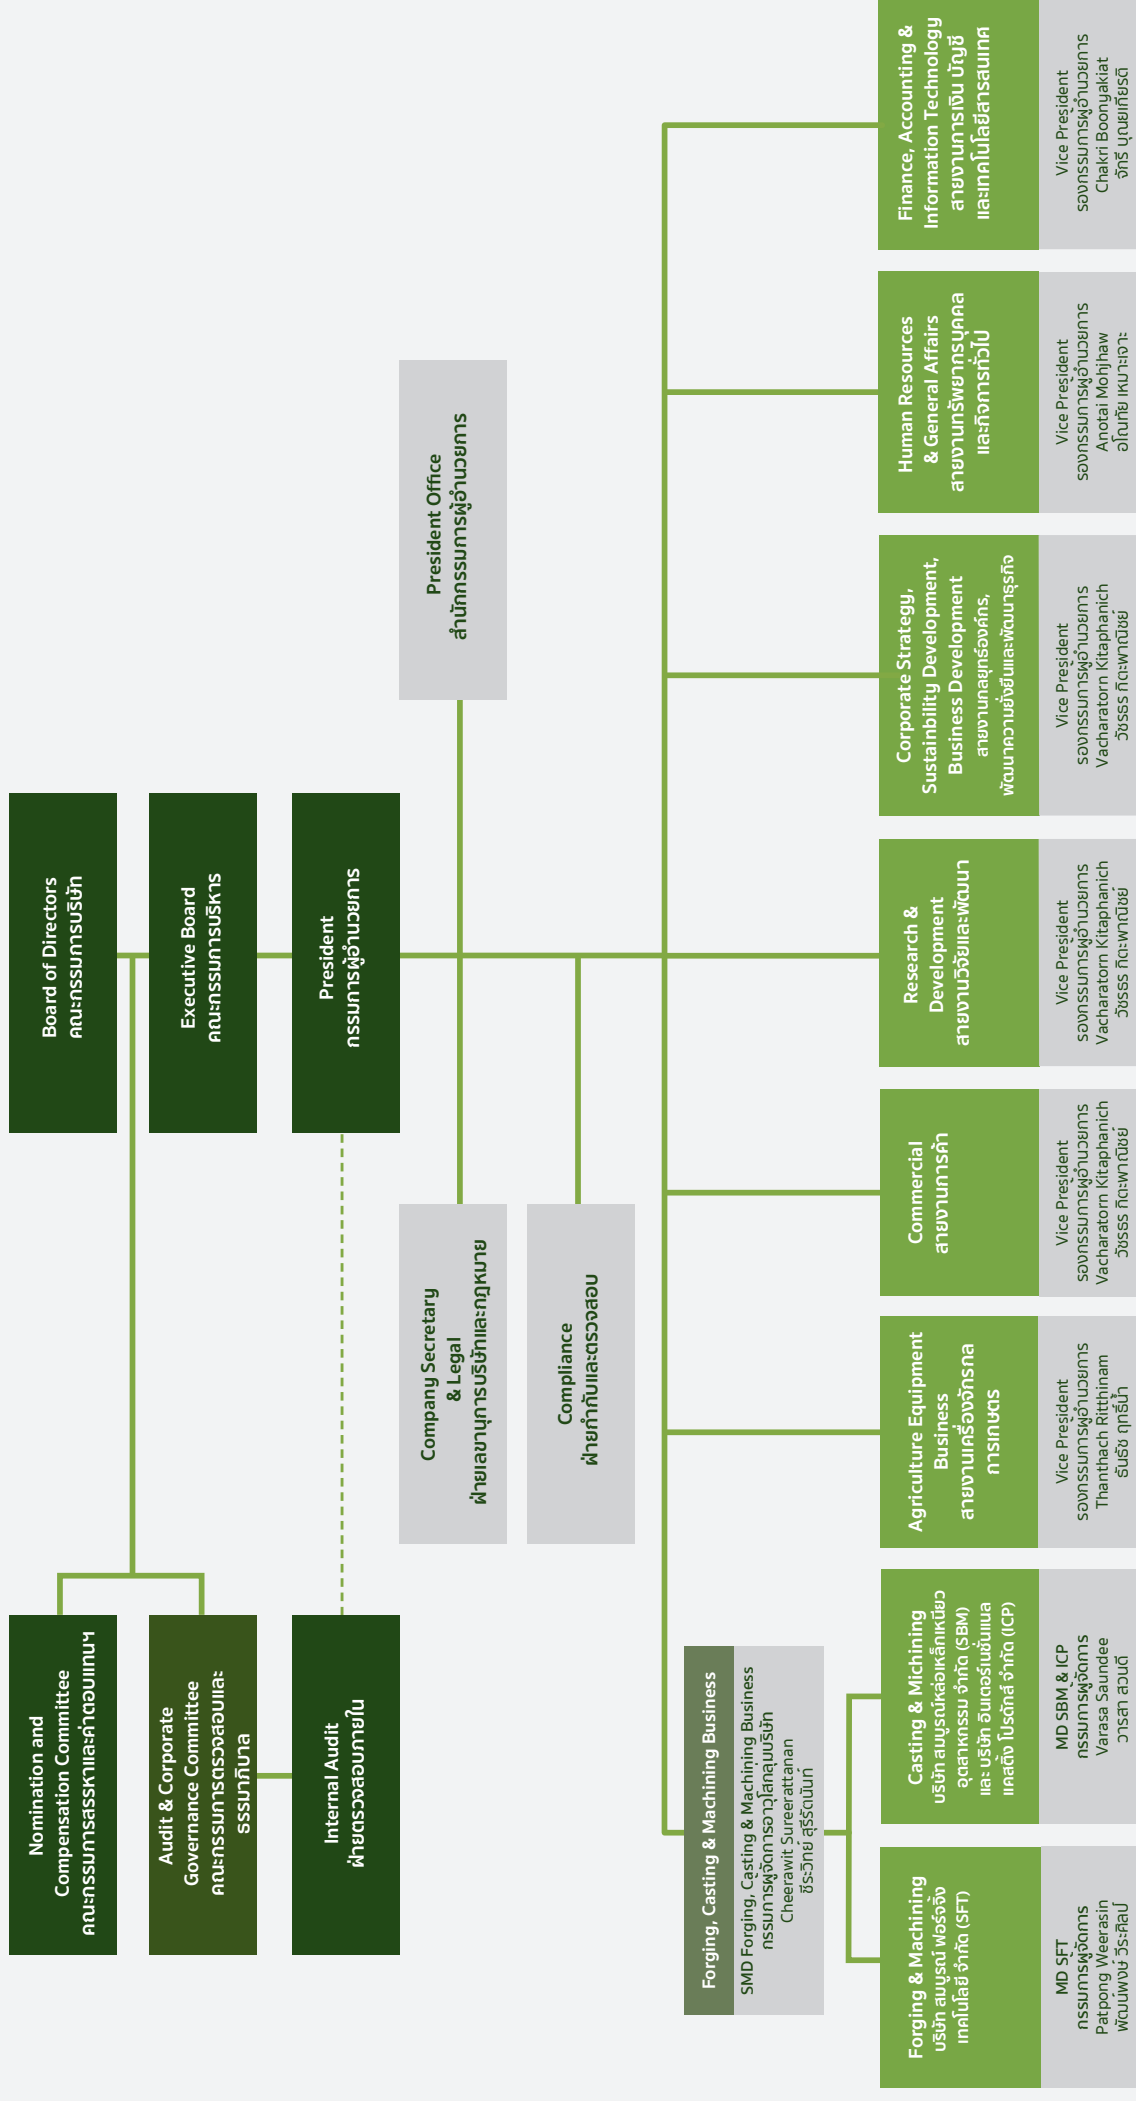 Board of Directors
คณะกรรมการบริษัท
Nomination and
Compensation Committee
คณะกรรมการสรรหาและค่าตอบแทนฯ
Executive Board
คณะกรรมการบริหาร
Audit & Corporate
Governance Committee
คณะกรรมการตรวจสอบและ
ธรรมาภิบาล
President
กรรมการผู้อำนวยการ
Internal Audit
ฝ่ายตรวจสอบภายใน
Company Secretary
& Legal
ฝ่ายเลขานุการบริษัทและกฎหมาย
President Office
สำนักกรรมการผู้อำนวยการ
Compliance
ฝ่ายกำกับและตรวจสอบ
Forging, Casting & Machining Business
SMD Forging, Casting & Machining Business
กรรมการผู้จัดการอาวุโสกลุ่มบริษัท
Cheerawit Sureerattanan
ชีระวิทย์ สุรีรัตนันท์
Forging & Machining
บริษัท สมบูรณ์ ฟอร์จจิ้ง
เทคโนโลยี จำกัด (SFT)
MD SFT
กรรมการผู้จัดการ
Patpong Weerasin
พัฒน์พงษ์ วีระศิลป์
Casting & Michining
บริษัท สมบูรณ์หล่อเหล็กเหนียว
อุตสาหกรรม จำกัด (SBM)
และ บริษัท อินเตอร์เนชั่นแนล
แคสติ้ง โปรดักส์ จำกัด (ICP)
MD SBM & ICP
กรรมการผู้จัดการ
Varasa Saundee
วารสา สวนดี
Agriculture Equipment
Business
สายงานเครื่องจักรกล
การเกษตร
Vice President
รองกรรมการผู้อำนวยการ
Thanthach Ritthinam
ธันธัช ฤทธิ์น้ำ
Commercial
สายงานการค้า
Vice President
รองกรรมการผู้อำนวยการ
Vacharatorn Kitaphanich
วัชรธร กิตะพาณิชย์
Research &
Development
สายงานวิจัยและพัฒนา
Vice President
รองกรรมการผู้อำนวยการ
Vacharatorn Kitaphanich
วัชรธร กิตะพาณิชย์
Corporate Strategy,
Sustainbility Development,
Business Development
สายงานกลยุทธ์องค์กร,
พัฒนาความยั่งยืนและพัฒนาธุรกิจ
Vice President
รองกรรมการผู้อำนวยการ
Vacharatorn Kitaphanich
วัชรธร กิตะพาณิชย์
Human Resources
& General Affairs
สายงานทรัพยากรบุคคล
และกิจการทั่วไป
Vice President
รองกรรมการผู้อำนวยการ
Anotai Mohjhaw
อโณทัย เหมาะเจาะ
Finance, Accounting &
Information Technology
สายงานการเงิน บัญชี
และเทคโนโลยีสารสนเทศ
Vice President
รองกรรมการผู้อำนวยการ
Chakri Boonyakiat
จักรี บุณยเกียรติ